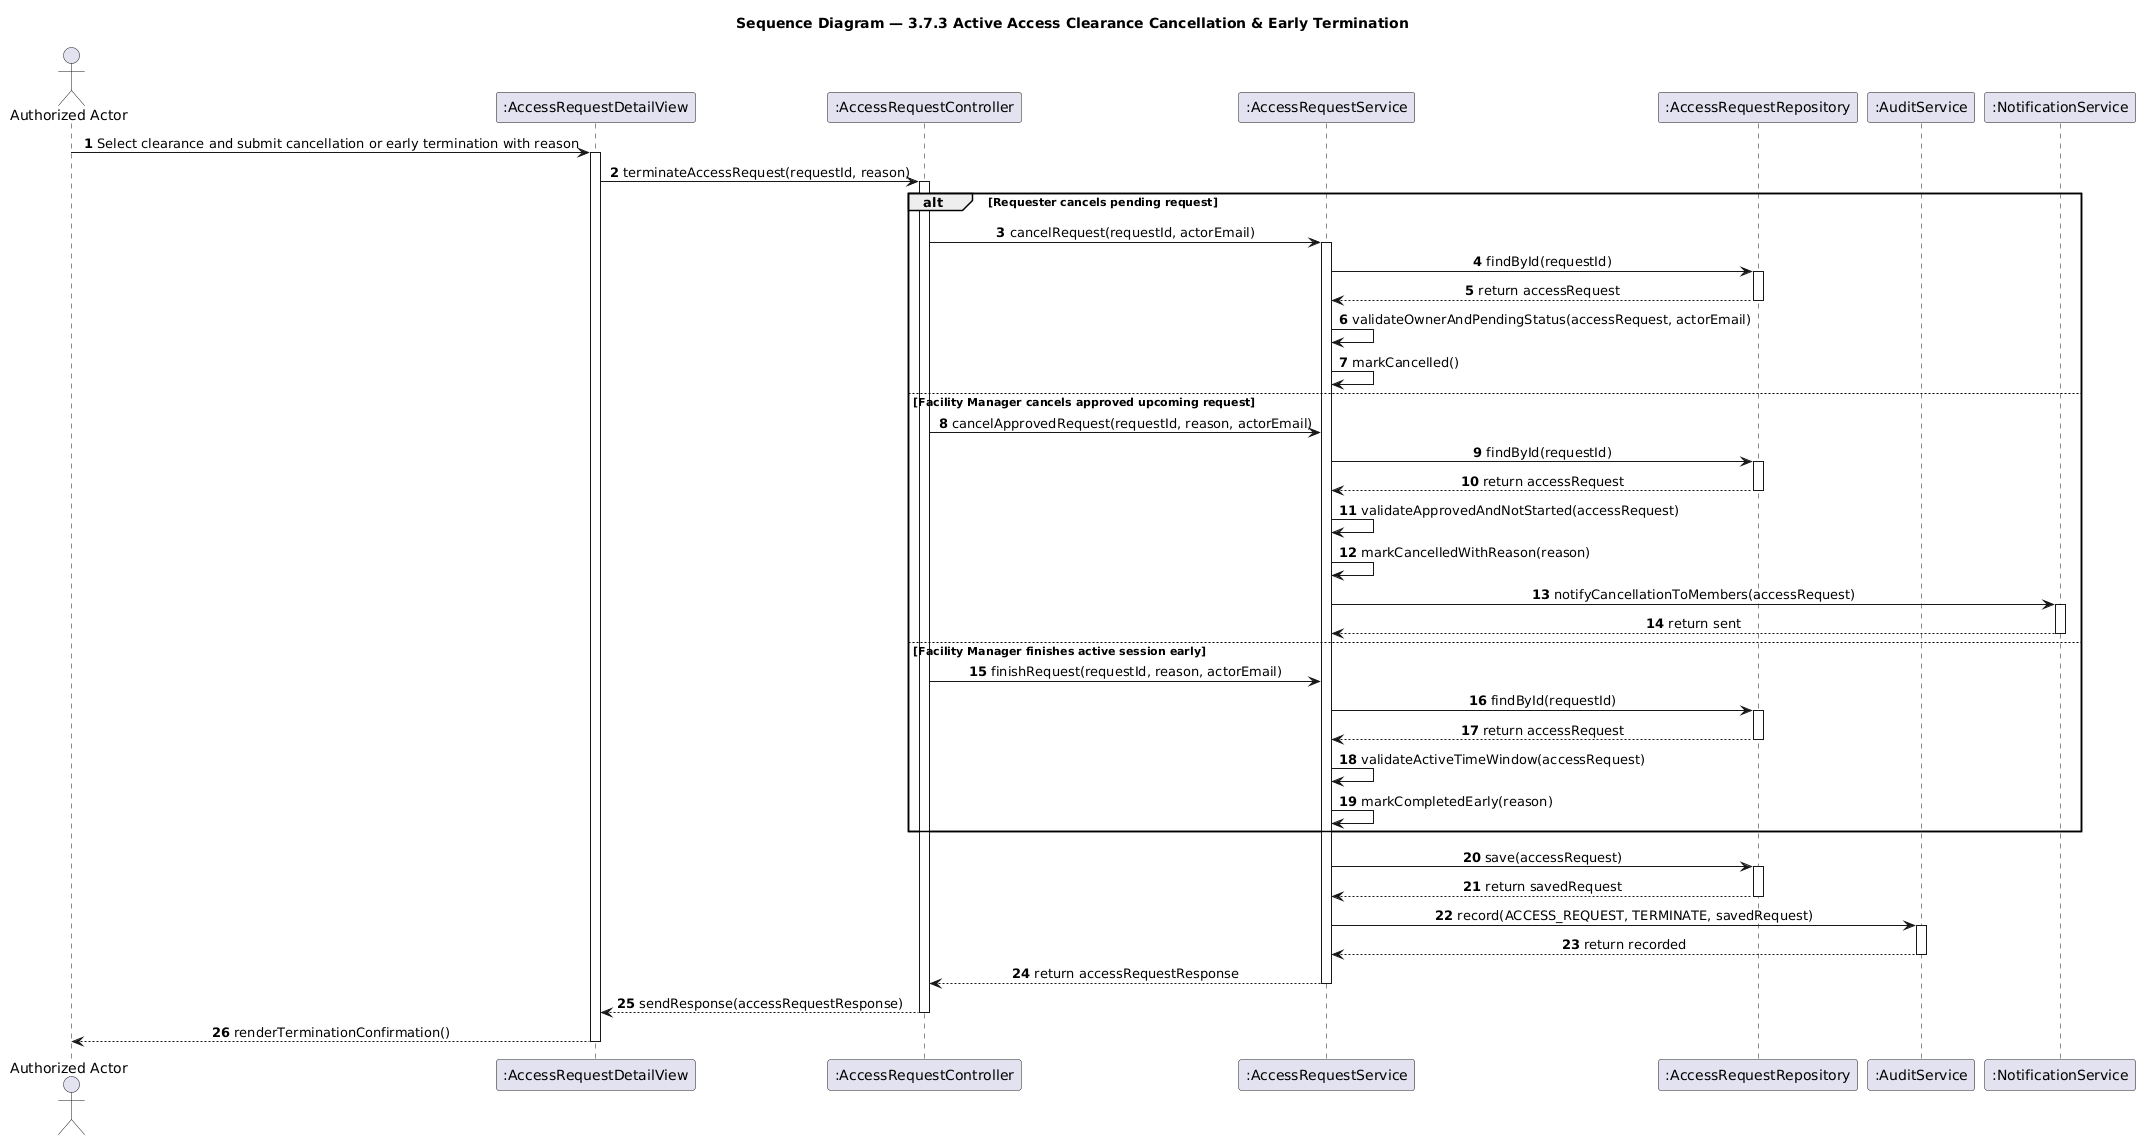 Sequence Diagram — 3.7.3 Active Access Clearance Cancellation & Early Termination
Authorized Actor
:AccessRequestDetailView
:AccessRequestController
:AccessRequestService
:AccessRequestRepository
:AuditService
:NotificationService
1 Select clearance and submit cancellation or early termination with reason
2 terminateAccessRequest(requestId, reason)
alt [Requester cancels pending request]
3 cancelRequest(requestId, actorEmail)
4 findById(requestId)
5 return accessRequest
6 validateOwnerAndPendingStatus(accessRequest, actorEmail)
7 markCancelled()
[Facility Manager cancels approved upcoming request]
8 cancelApprovedRequest(requestId, reason, actorEmail)
9 findById(requestId)
10 return accessRequest
11 validateApprovedAndNotStarted(accessRequest)
12 markCancelledWithReason(reason)
13 notifyCancellationToMembers(accessRequest)
14 return sent
[Facility Manager finishes active session early]
15 finishRequest(requestId, reason, actorEmail)
16 findById(requestId)
17 return accessRequest
18 validateActiveTimeWindow(accessRequest)
19 markCompletedEarly(reason)
20 save(accessRequest)
21 return savedRequest
22 record(ACCESS_REQUEST, TERMINATE, savedRequest)
23 return recorded
24 return accessRequestResponse
25 sendResponse(accessRequestResponse)
26 renderTerminationConfirmation()
Authorized Actor
:AccessRequestDetailView
:AccessRequestController
:AccessRequestService
:AccessRequestRepository
:AuditService
:NotificationService